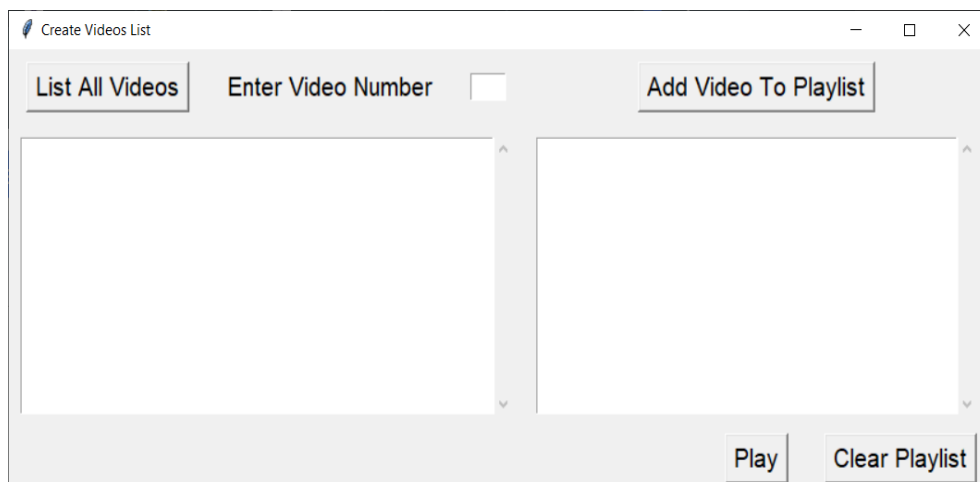 Create Videos List
List All Videos Enter Video Number Add Video To Playlist
Play Clear Playlist